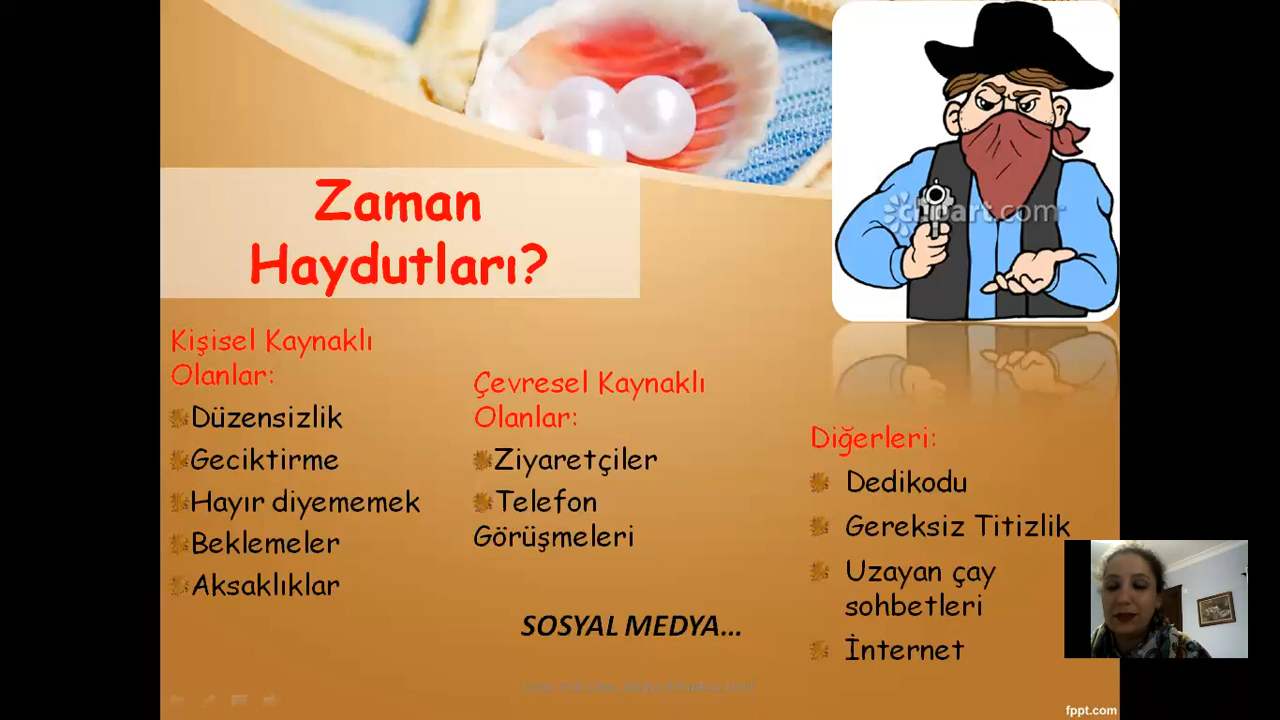 Zaman
Haydutları?
Kişisel Kaynaklı
Olanlar:
Düzensizlik
Geciktirme
Hayır diyememek
Beklemeler
Aksaklıklar
Çevresel Kaynaklı
Olanlar:
Ziyaretçiler
Telefon
Görüşmeleri
SOSYAL MEDYA...
Diğerleri:
Dedikodu
Gereksiz Titizlik
Uzayan çay
sohbetleri
İnternet
clipart.com
fppt.com